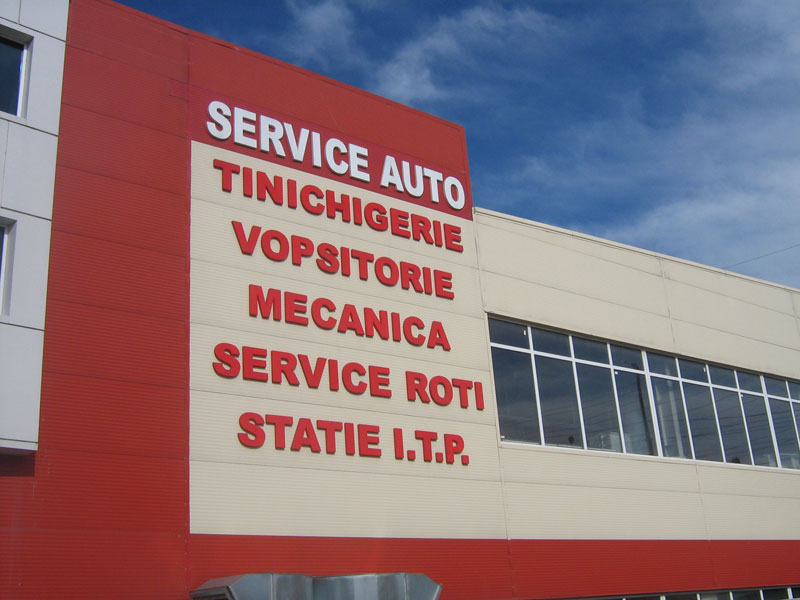 SERVICE AUTO
TINICHIGERIE
VOPSITORIE
MECANICA
SERVICE ROTI
STATIE I.T.P.